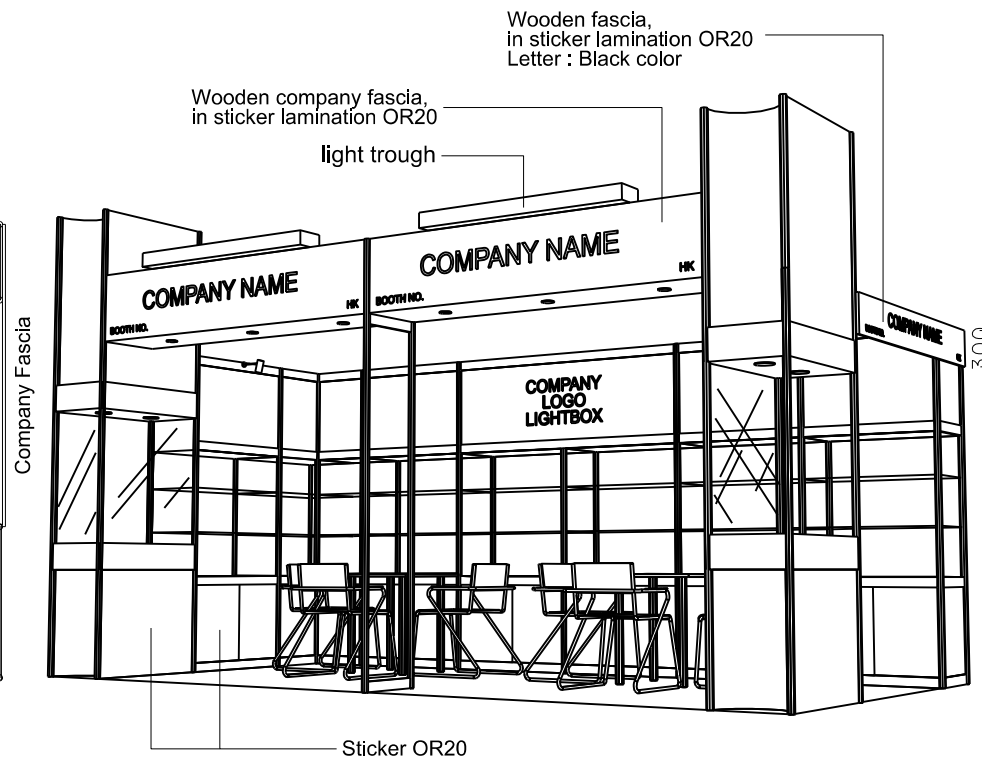 Wooden fascia,
in sticker lamination OR20
Letter : Black color
Wooden company fascia,
in sticker lamination OR20
light trough
COMPANY NAME
HK
BOOTH NO.
COMPANY NAME
HK
BOOTH NO.
COMPANY NAME
300
Company Fascia
COMPANY
LOGO
LIGHTBOX
Sticker OR20